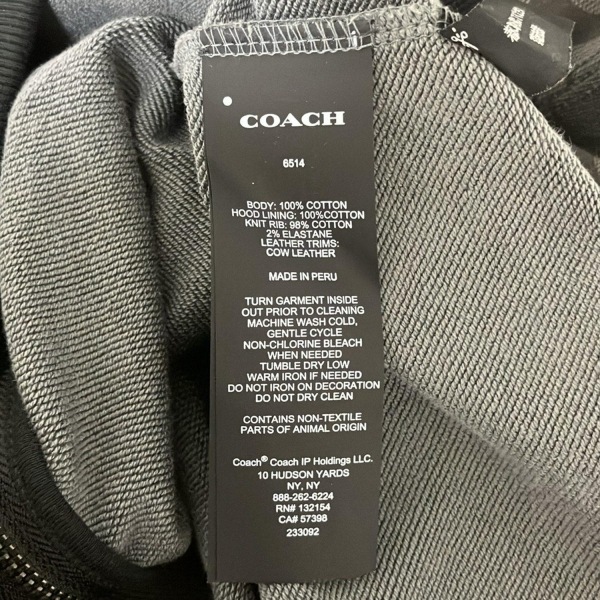 COACH
6514
BODY: 100% COTTON
HOOD LINING: 100%COTTON
KNIT RIB: 98% COTTON
2% ELASTANE
LEATHER TRIMS:
COW LEATHER
MADE IN PERU
TURN GARMENT INSIDE
OUT PRIOR TO CLEANING
MACHINE WASH COLD,
GENTLE CYCLE
NON-CHLORINE BLEACH
WHEN NEEDED
TUMBLE DRY LOW
WARM IRON IF NEEDED
DO NOT IRON ON DECORATION
DO NOT DRY CLEAN
CONTAINS NON-TEXTILE
PARTS OF ANIMAL ORIGIN
Coach® Coach IP Holdings LLC.
10 HUDSON YARDS
NY, NY
888-262-6224
RN# 132154
CA# 57398
233092